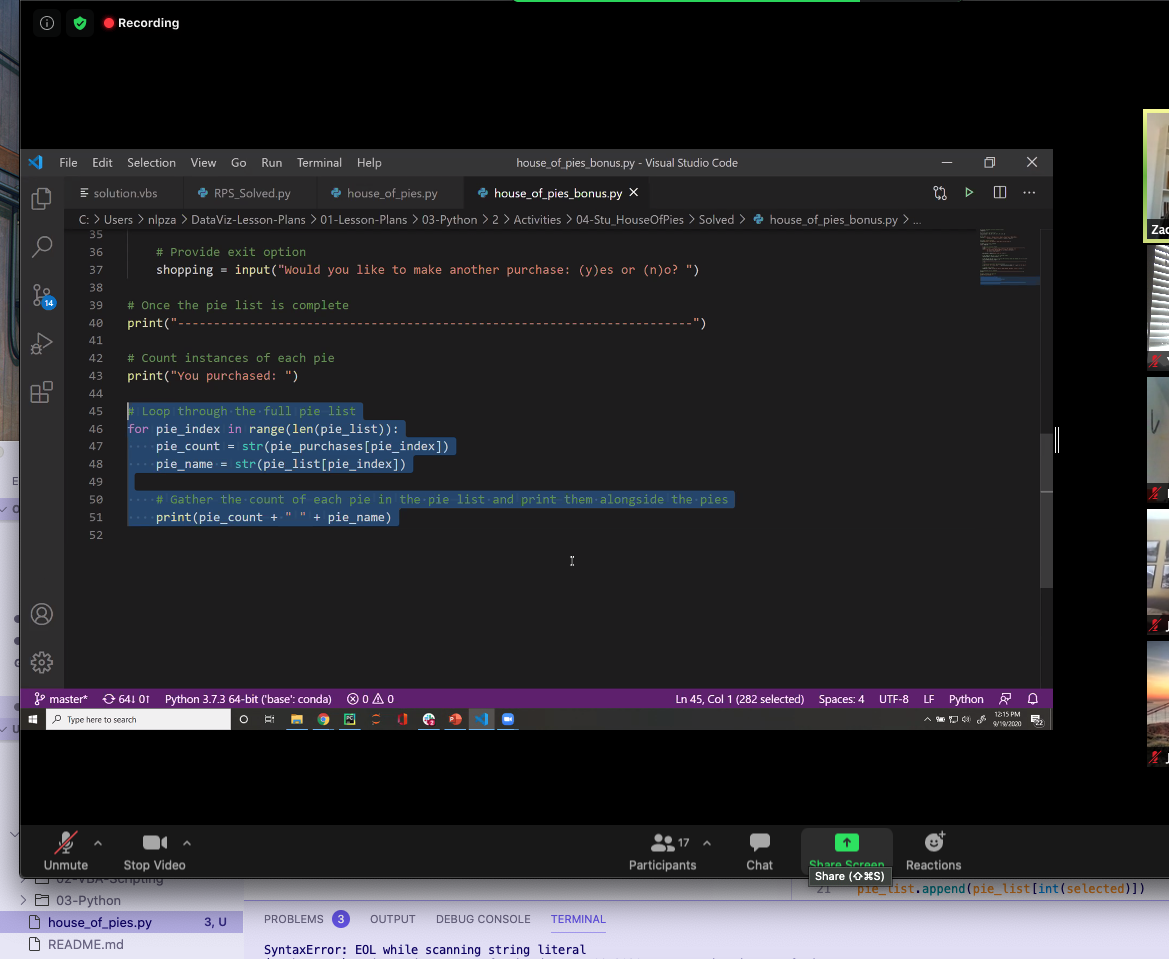 Recording
File Edit Selection View Go Run Terminal Help house_of_pies_bonus.py - Visual Studio Code
solution.vbs RPS_Solved.py house_of_pies.py house_of_pies_bonus.py
C: > Users > nlpza > DataViz-Lesson-Plans > 01-Lesson-Plans > 03-Python > 2 > Activities > 04-Stu_HouseOfPies > Solved > house_of_pies_bonus.py > ...
35
36 # Provide exit option
37 shopping = input("Would you like to make another purchase: (y)es or (n)o? ")
38
39 # Once the pie list is complete
40 print("------------------------------------------------------------------------")
41
42 # Count instances of each pie
43 print("You purchased: ")
44
45 # Loop through the full pie list
46 for pie_index in range(len(pie_list)):
47 pie_count = str(pie_purchases[pie_index])
48 pie_name = str(pie_list[pie_index])
49
50 # Gather the count of each pie in the pie list and print them alongside the pies
51 print(pie_count + " " + pie_name)
52
14
master* 64↓ 0↑ Python 3.7.3 64-bit ('base': conda) 0 0 Ln 45, Col 1 (282 selected) Spaces: 4 UTF-8 LF Python
Type here to search
12:15 PM
9/19/2020
22
Zac
Unmute Stop Video Participants 17 Chat Share Screen Reactions
Share (⇧⌘S)
02-VBA-Scripting
03-Python
house_of_pies.py 3, U
README.md
21 pie_list.append(pie_list[int(selected)])
PROBLEMS 3 OUTPUT DEBUG CONSOLE TERMINAL
SyntaxError: EOL while scanning string literal